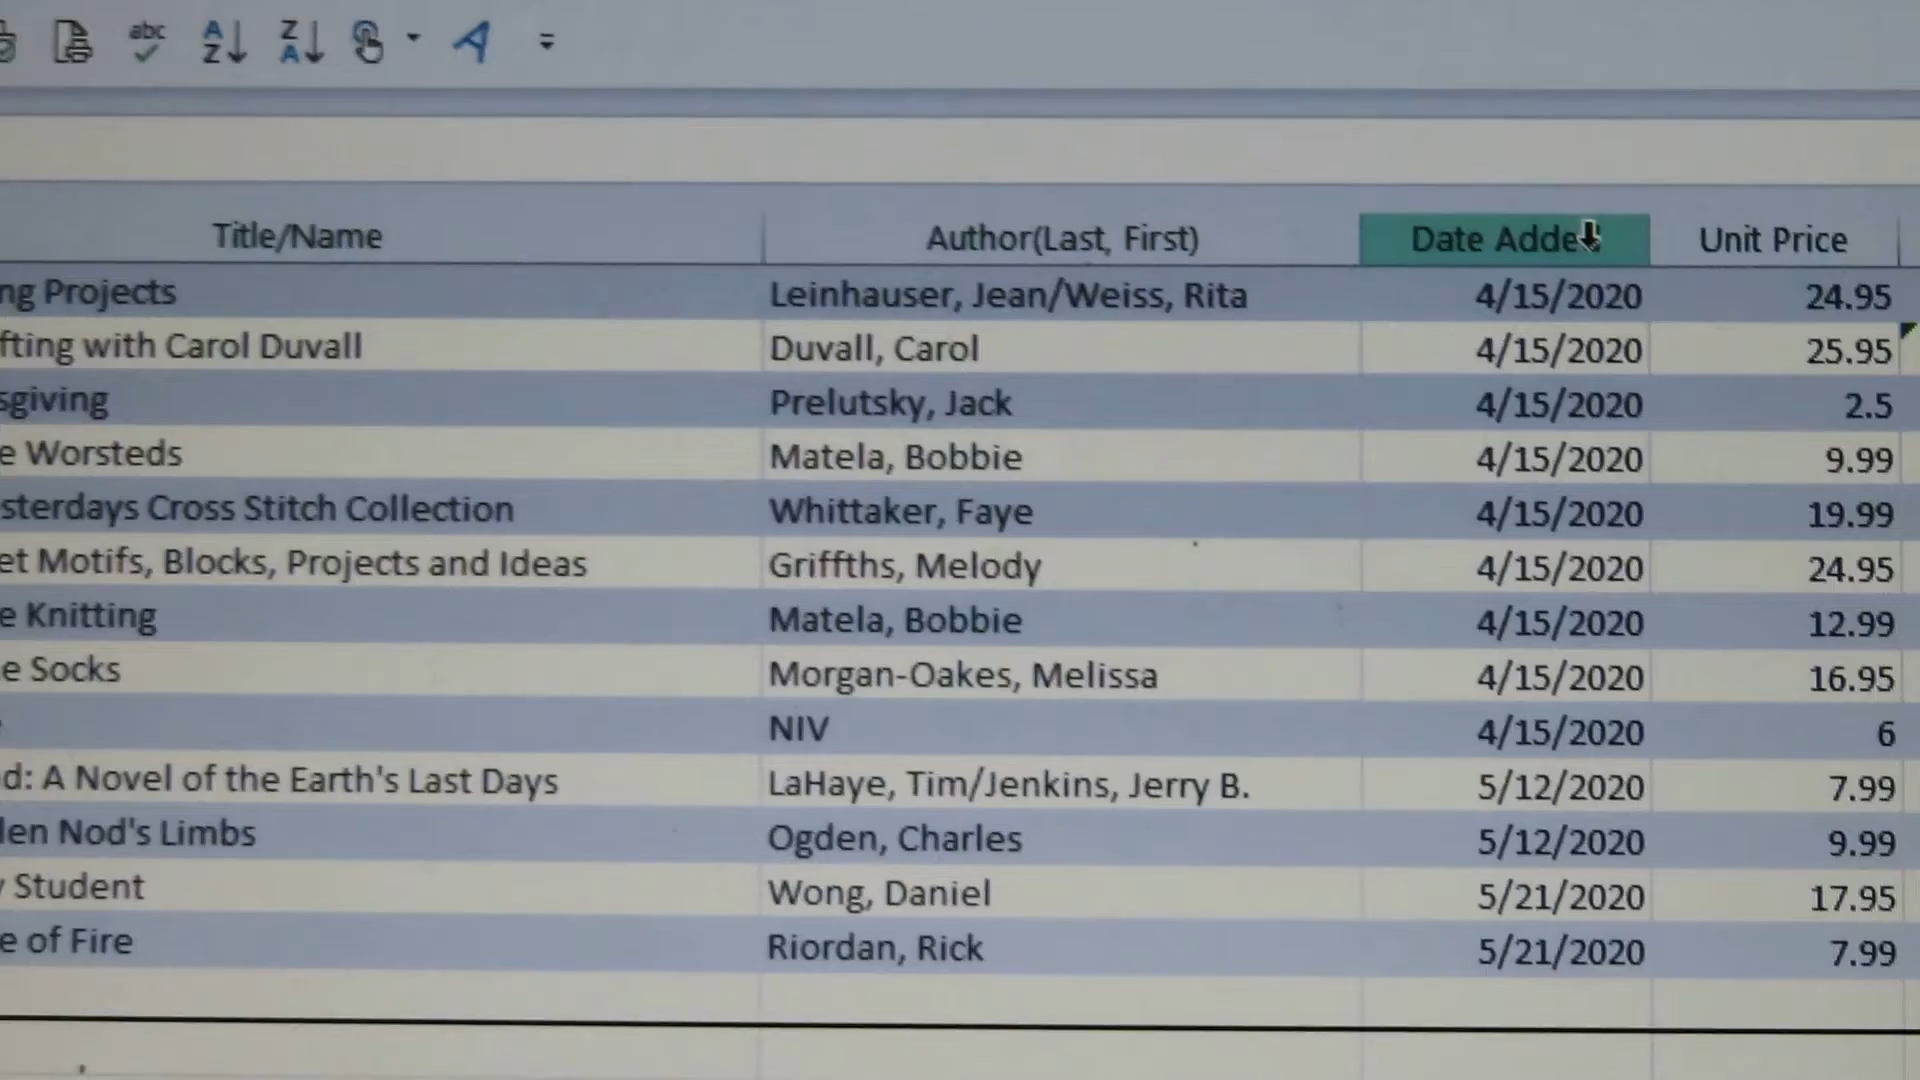 abc
A
Z
Z
A
A
Title/Name Author(Last, First) Date Adde Unit Price
ng Projects Leinhauser, Jean/Weiss, Rita 4/15/2020 24.95
fting with Carol Duvall Duvall, Carol 4/15/2020 25.95
sgiving Prelutsky, Jack 4/15/2020 2.5
e Worsteds Matela, Bobbie 4/15/2020 9.99
sterdays Cross Stitch Collection Whittaker, Faye 4/15/2020 19.99
et Motifs, Blocks, Projects and Ideas Griffths, Melody 4/15/2020 24.95
e Knitting Matela, Bobbie 4/15/2020 12.99
e Socks Morgan-Oakes, Melissa 4/15/2020 16.95
NIV 4/15/2020 6
d: A Novel of the Earth's Last Days LaHaye, Tim/Jenkins, Jerry B. 5/12/2020 7.99
len Nod's Limbs Ogden, Charles 5/12/2020 9.99
y Student Wong, Daniel 5/21/2020 17.95
e of Fire Riordan, Rick 5/21/2020 7.99